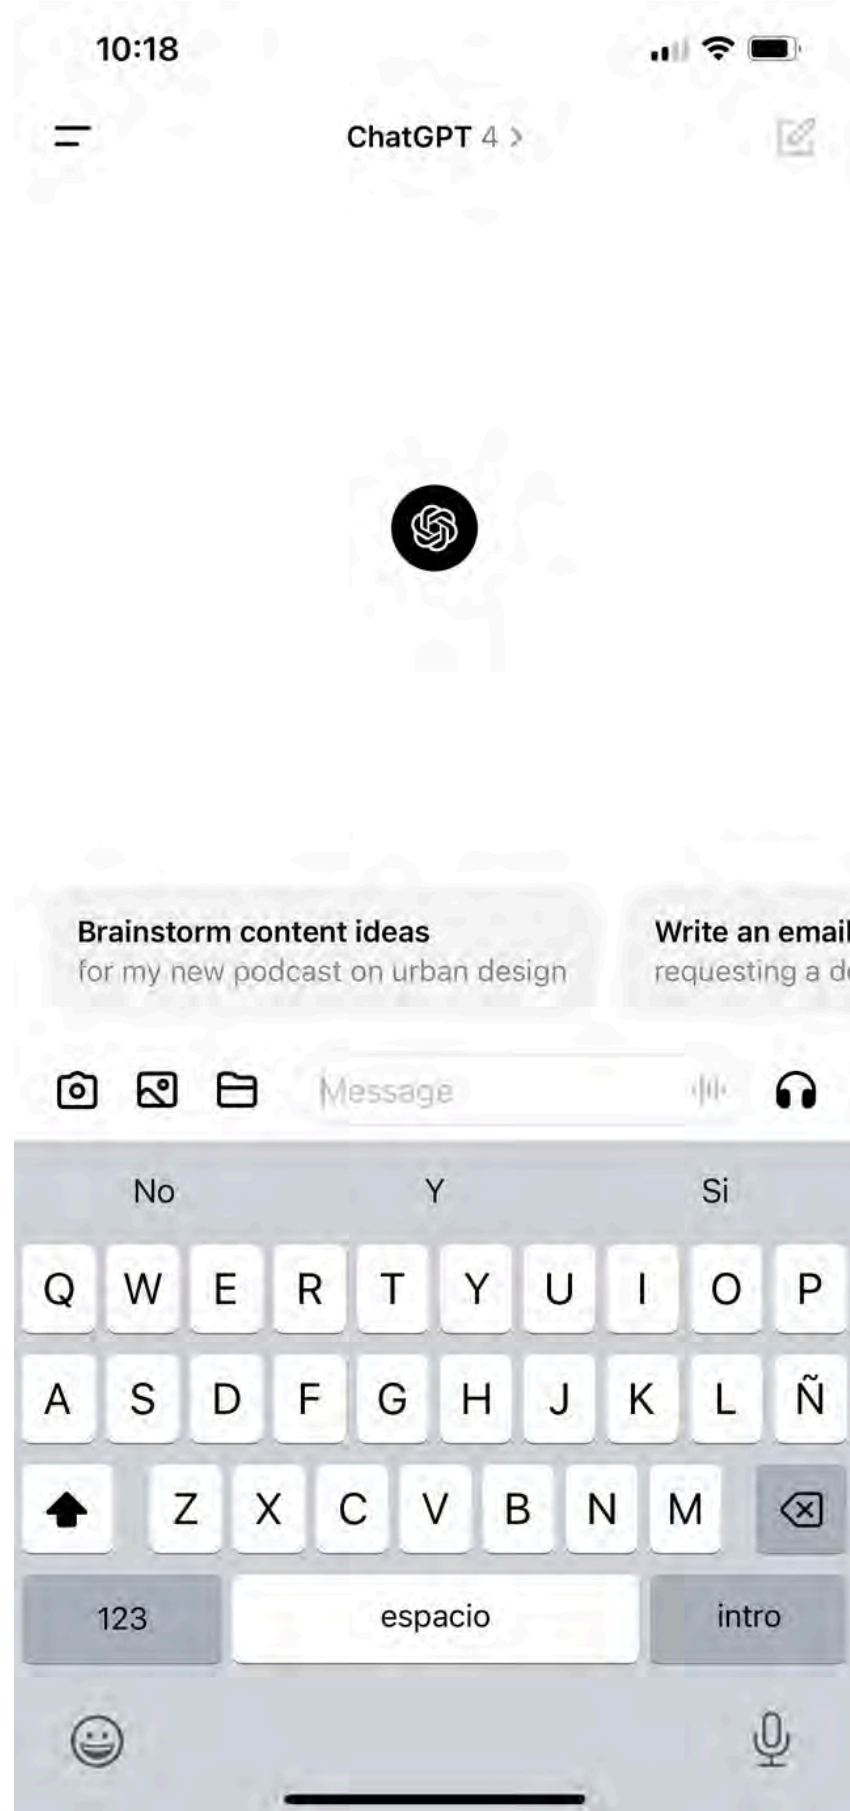 10:18
ChatGPT 4 >
Brainstorm content ideas
for my new podcast on urban design
Write an email
requesting a de
Message
No Y Si
Q W E R T Y U I O P
A S D F G H J K L Ñ
Z X C V B N M
123 espacio intro